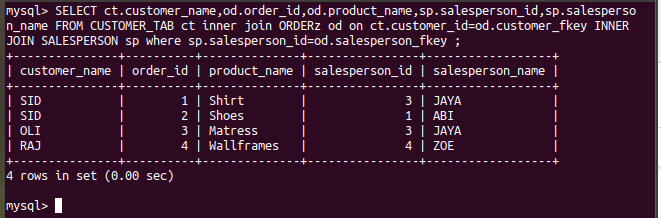 mysql> SELECT ct.customer_name,od.order_id,od.product_name,sp.salesperson_id,sp.salesperso
n_name FROM CUSTOMER_TAB ct inner join ORDERz od on ct.customer_id=od.customer_fkey INNER
JOIN SALESPERSON sp where sp.salesperson_id=od.salesperson_fkey ;
+---------------+----------+--------------+----------------+------------------+
| customer_name | order_id | product_name | salesperson_id | salesperson_name |
+---------------+----------+--------------+----------------+------------------+
| SID           |        1 | Shirt        |              3 | JAYA             |
| SID           |        2 | Shoes        |              1 | ABI              |
| OLI           |        3 | Matress      |              3 | JAYA             |
| RAJ           |        4 | Wallframes   |              4 | ZOE              |
+---------------+----------+--------------+----------------+------------------+
4 rows in set (0.00 sec)
mysql>